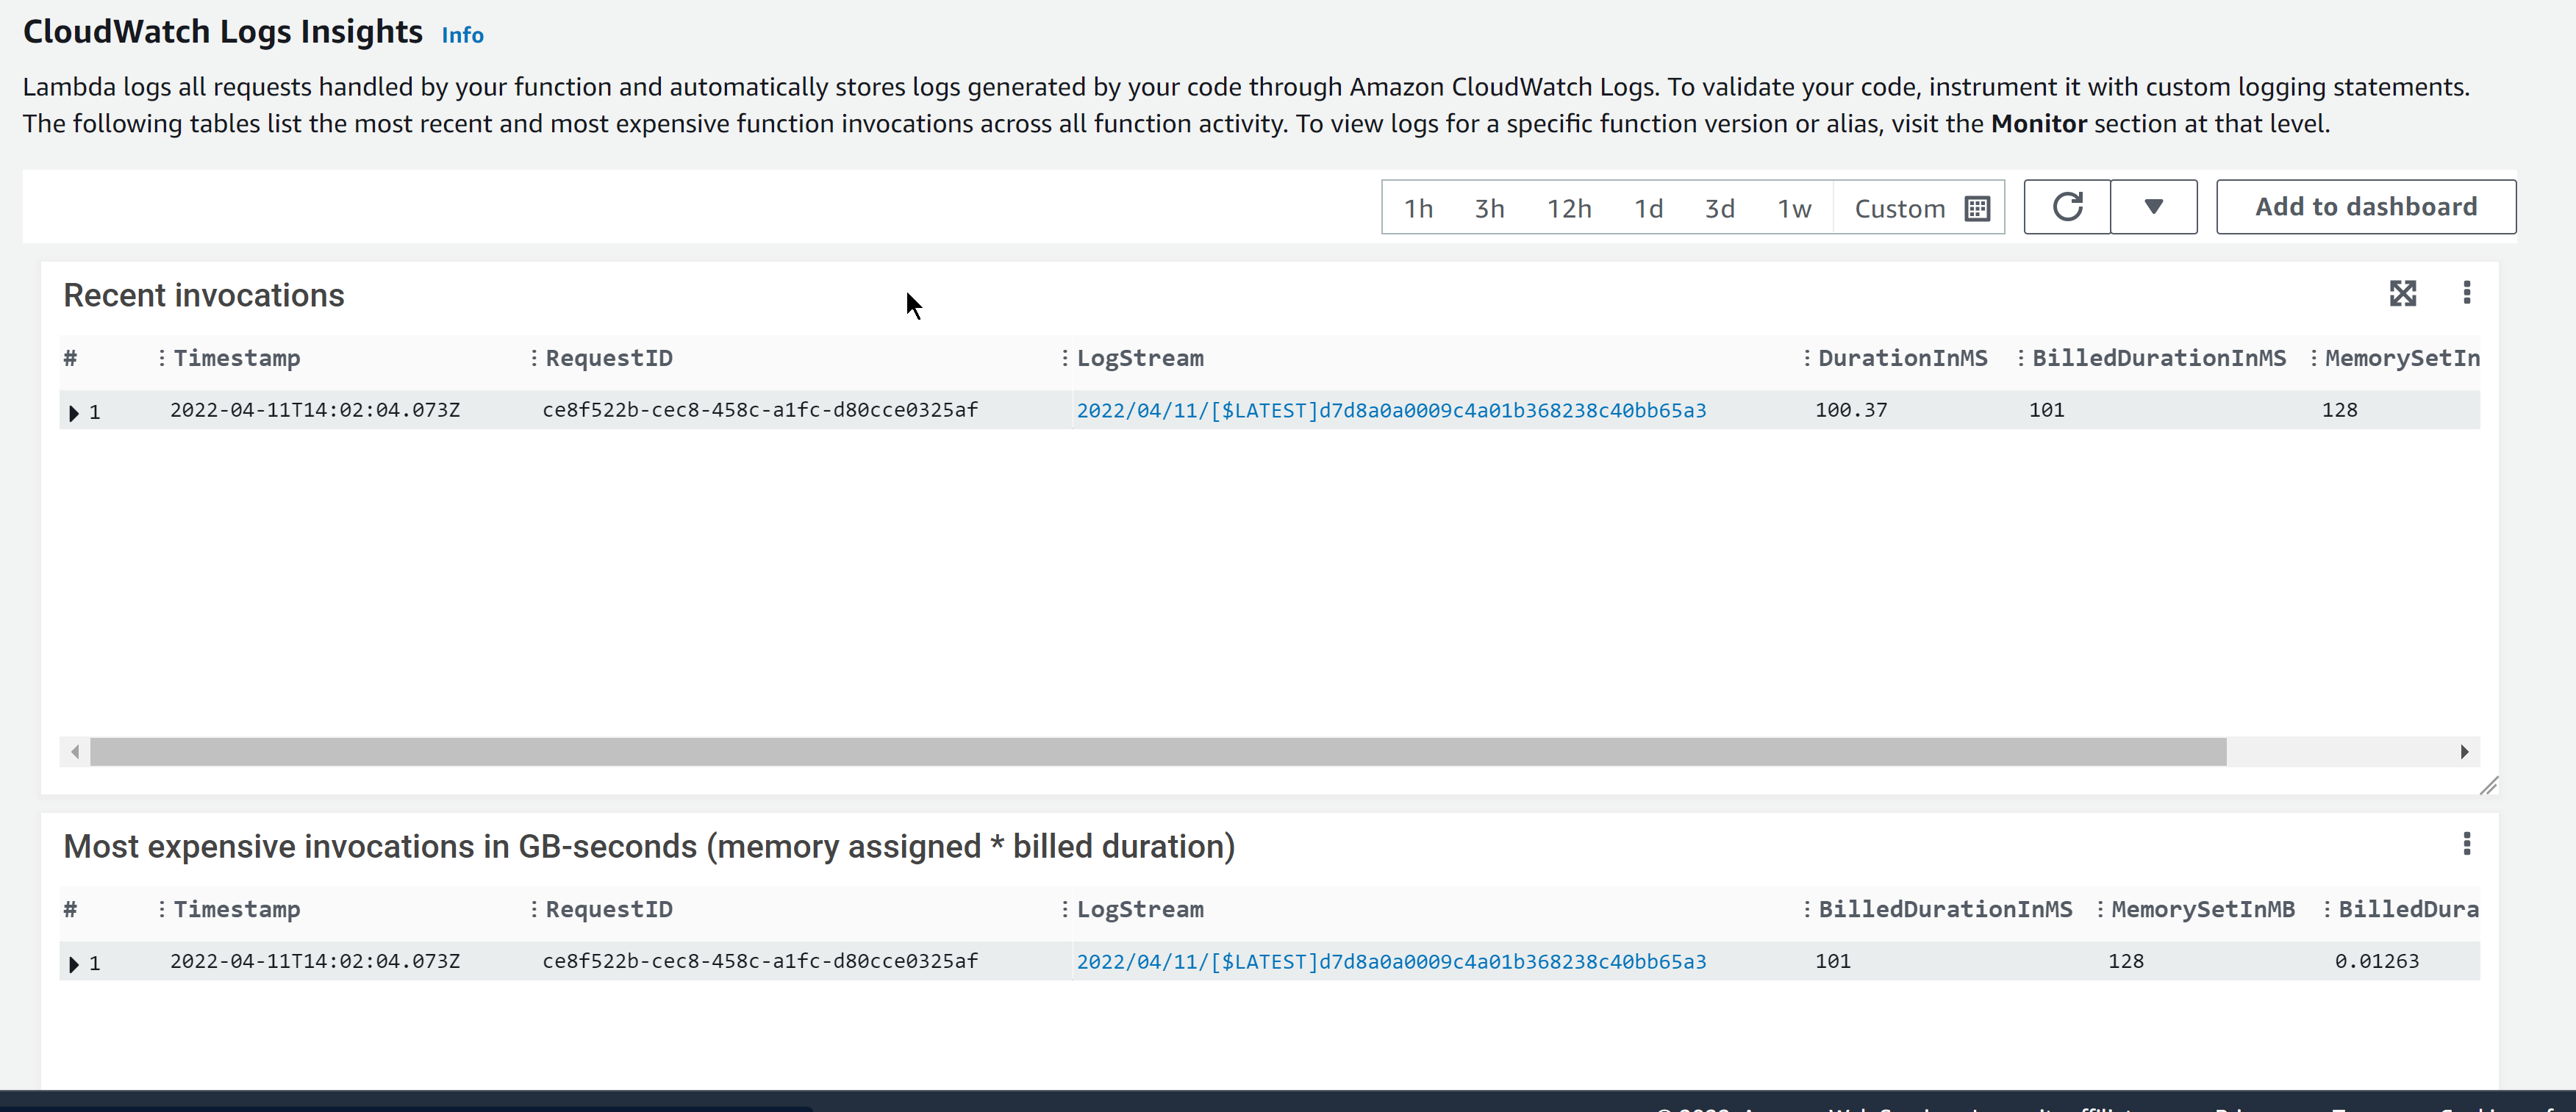 CloudWatch Logs Insights Info
Lambda logs all requests handled by your function and automatically stores logs generated by your code through Amazon CloudWatch Logs. To validate your code, instrument it with custom logging statements.
The following tables list the most recent and most expensive function invocations across all function activity. To view logs for a specific function version or alias, visit the Monitor section at that level.
1h 3h 12h 1d 3d 1w Custom Add to dashboard
Recent invocations
# Timestamp RequestID LogStream DurationInMS BilledDurationInMS MemorySetIn
1 2022-04-11T14:02:04.073Z ce8f522b-cec8-458c-a1fc-d80cce0325af 2022/04/11/[$LATEST]d7d8a0a0009c4a01b368238c40bb65a3 100.37 101 128
Most expensive invocations in GB-seconds (memory assigned * billed duration)
# Timestamp RequestID LogStream BilledDurationInMS MemorySetInMB BilledDura
1 2022-04-11T14:02:04.073Z ce8f522b-cec8-458c-a1fc-d80cce0325af 2022/04/11/[$LATEST]d7d8a0a0009c4a01b368238c40bb65a3 101 128 0.01263